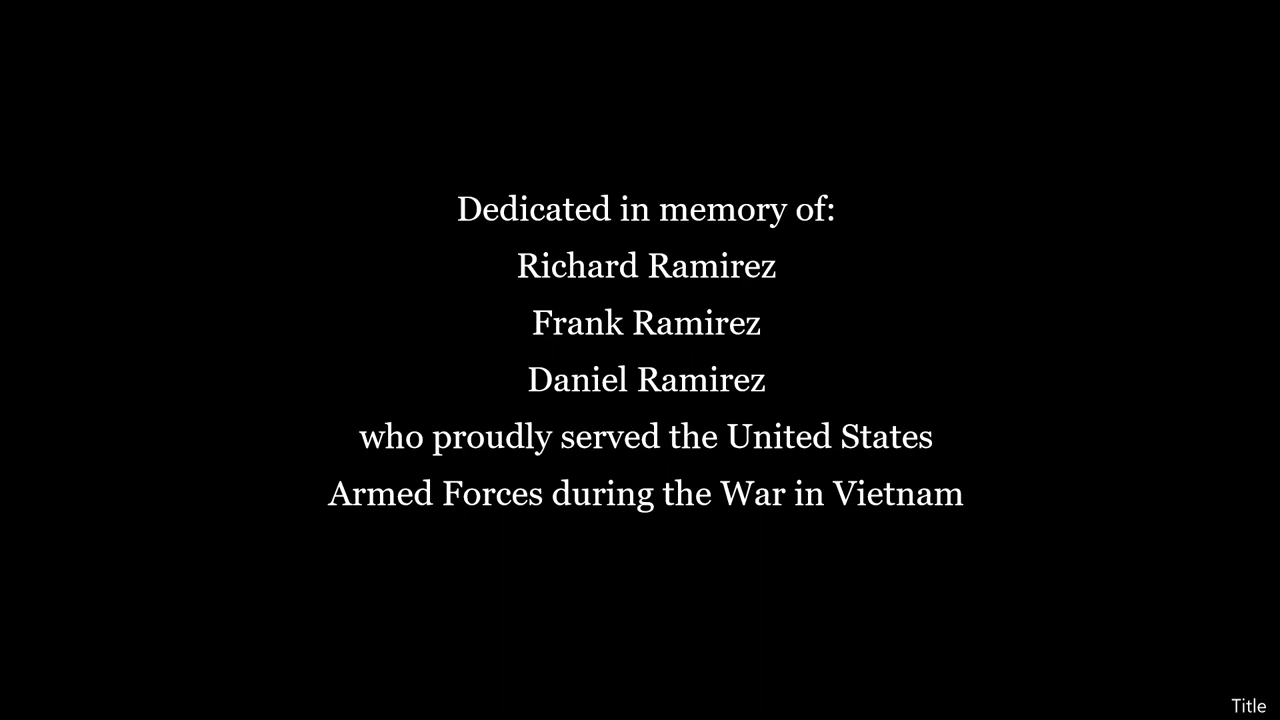 Dedicated in memory of:
Richard Ramirez
Frank Ramirez
Daniel Ramirez
who proudly served the United States
Armed Forces during the War in Vietnam
Title